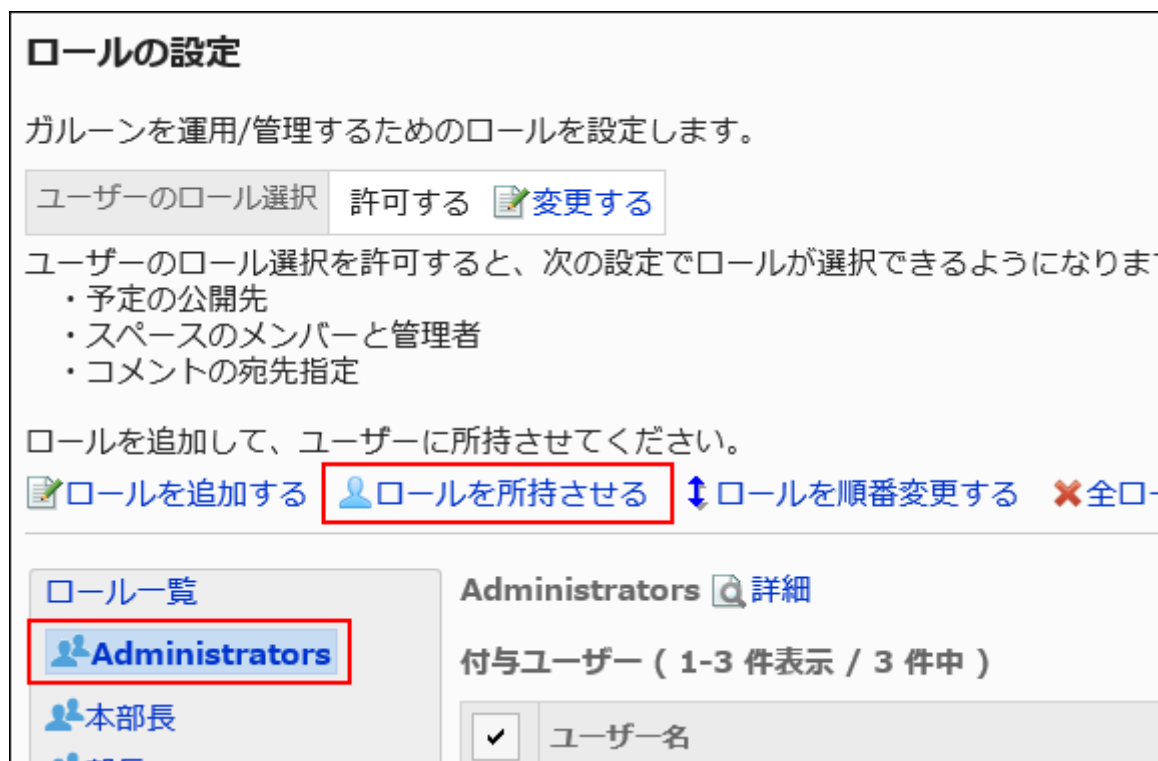 ロールの設定
ガルーンを運用/管理するためのロールを設定します。
ユーザーのロール選択 許可する 変更する
ユーザーのロール選択を許可すると、次の設定でロールが選択できるようになりま
・予定の公開先
・スペースのメンバーと管理者
・コメントの宛先指定
ロールを追加して、ユーザーに所持させてください。
ロールを追加する ロールを所持させる ロールを順番変更する 全ロー
ロール一覧
Administrators
本部長
Administrators 詳細
付与ユーザー ( 1-3 件表示 / 3 件中 )
ユーザー名